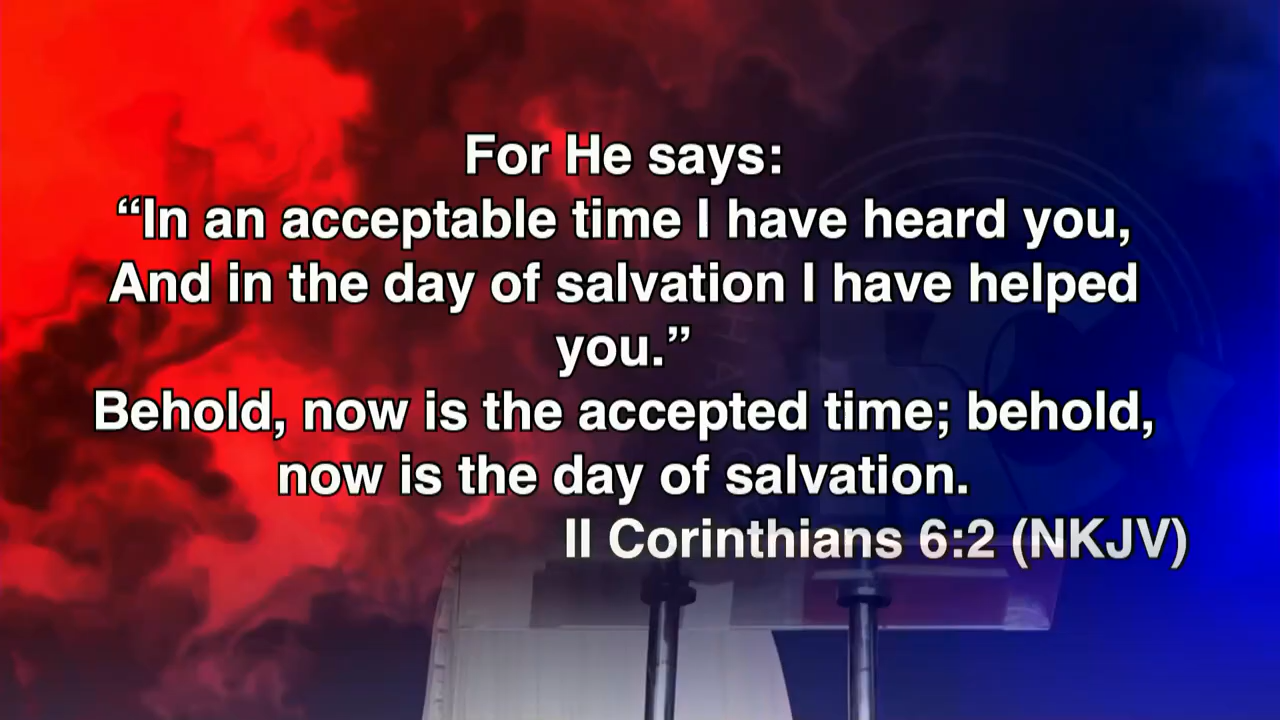 For He says:
“In an acceptable time I have heard you,
And in the day of salvation I have helped
you.”
Behold, now is the accepted time; behold,
now is the day of salvation.
II Corinthians 6:2 (NKJV)